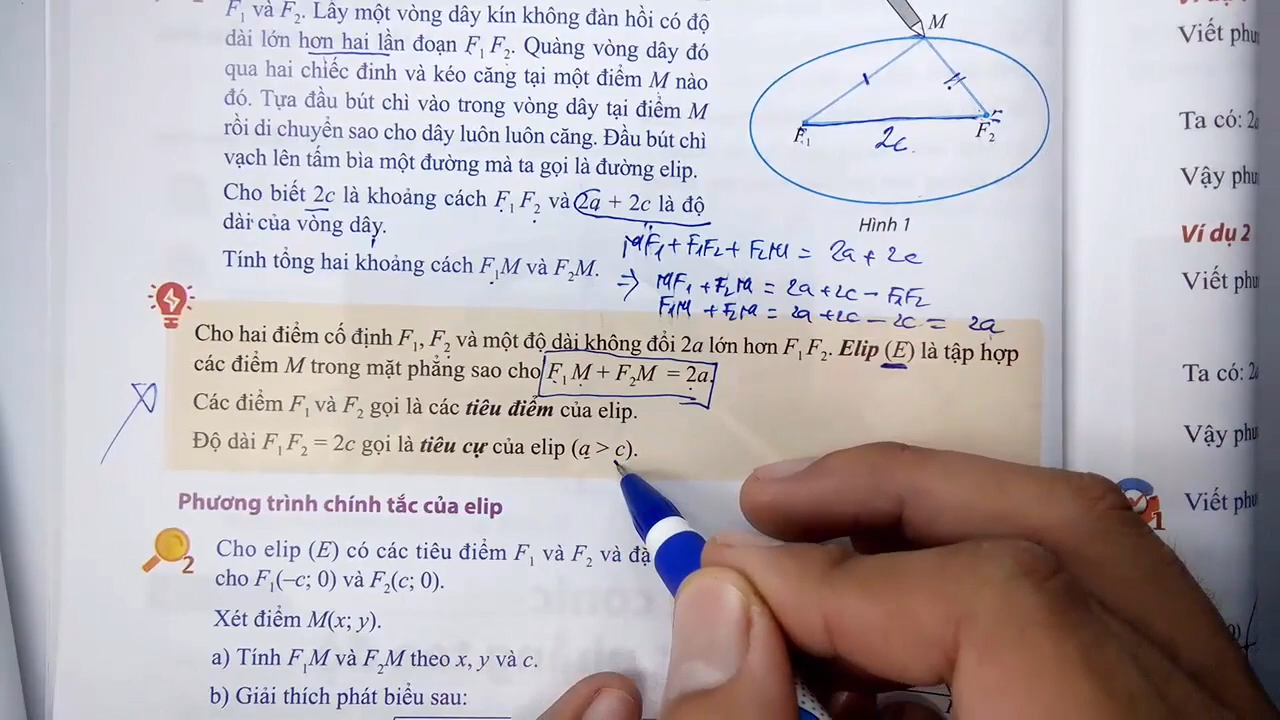 F₁ và F₂. Lấy một vòng dây kín không đàn hồi có độ
dài lớn hơn hai lần đoạn F₁F₂. Quàng vòng dây đó
qua hai chiếc đinh và kéo căng tại một điểm M nào
đó. Tựa đầu bút chì vào trong vòng dây tại điểm M
rồi di chuyển sao cho dây luôn luôn căng. Đầu bút chì
vạch lên tấm bìa một đường mà ta gọi là đường elip.
Cho biết 2c là khoảng cách F₁F₂ và 2a + 2c là độ
dài của vòng dây.
Tính tổng hai khoảng cách F₁M và F₂M.
M
F₁
F₂
2c
Hình 1
MF₁ + F₁F₂ + F₂M = 2a + 2c
⇒ MF₁ + F₂M = 2a + 2c − F₁F₂
F₁M + F₂M = 2a + 2c − 2c = 2a
Cho hai điểm cố định F₁, F₂ và một độ dài không đổi 2a lớn hơn F₁F₂. Elip (E) là tập hợp
các điểm M trong mặt phẳng sao cho F₁M + F₂M = 2a.
Các điểm F₁ và F₂ gọi là các tiêu điểm của elip.
Độ dài F₁F₂ = 2c gọi là tiêu cự của elip (a > c).
Phương trình chính tắc của elip
2
Cho elip (E) có các tiêu điểm F₁ và F₂ và đặ
cho F₁(–c; 0) và F₂(c; 0).
Xét điểm M(x; y).
a) Tính F₁M và F₂M theo x, y và c.
b) Giải thích phát biểu sau:
Viết phu
Ta có: 2a
Vậy phu
Ví dụ 2
Viết phu
Ta có: 2a
Vậy phu
1
Viết phu